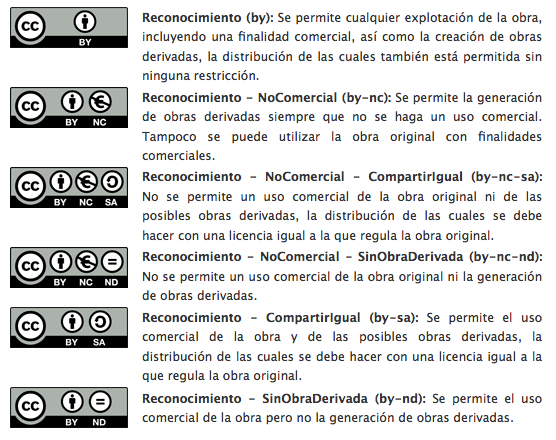 cc
BY
Reconocimiento (by): Se permite cualquier explotación de la obra,
incluyendo una finalidad comercial, así como la creación de obras
derivadas, la distribución de las cuales también está permitida sin
ninguna restricción.
cc
BY NC
Reconocimiento – NoComercial (by-nc): Se permite la generación
de obras derivadas siempre que no se haga un uso comercial.
Tampoco se puede utilizar la obra original con finalidades
comerciales.
cc
BY NC SA
Reconocimiento – NoComercial – CompartirIgual (by-nc-sa):
No se permite un uso comercial de la obra original ni de las
posibles obras derivadas, la distribución de las cuales se debe
hacer con una licencia igual a la que regula la obra original.
cc
BY NC ND
Reconocimiento – NoComercial – SinObraDerivada (by-nc-nd):
No se permite un uso comercial de la obra original ni la generación
de obras derivadas.
cc
BY SA
Reconocimiento – CompartirIgual (by-sa): Se permite el uso
comercial de la obra y de las posibles obras derivadas, la
distribución de las cuales se debe hacer con una licencia igual a la
que regula la obra original.
cc
BY ND
Reconocimiento – SinObraDerivada (by-nd): Se permite el uso
comercial de la obra pero no la generación de obras derivadas.